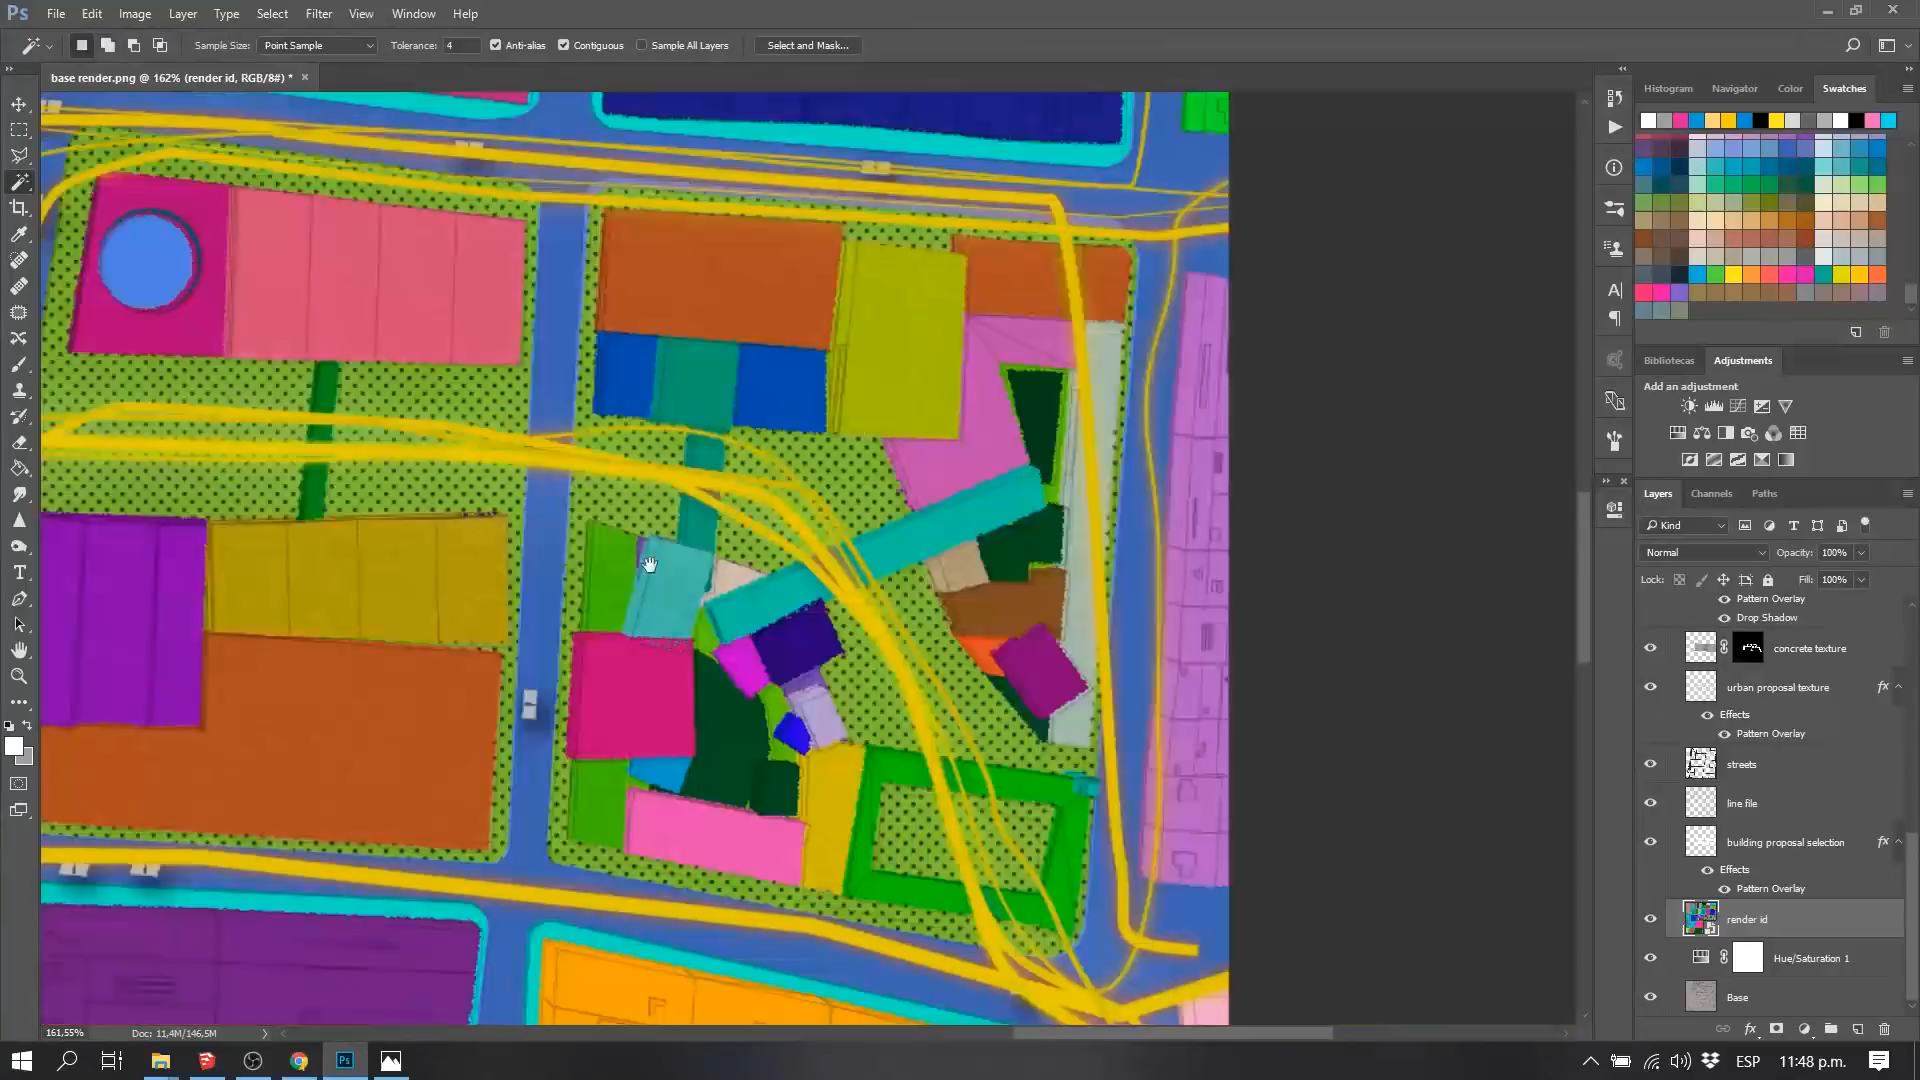 Ps File Edit Image Layer Type Select Filter View Window Help
Sample Size: Point Sample Tolerance: 4 Anti-alias Contiguous Sample All Layers Select and Mask...
base render.png @ 162% (render id, RGB/8#) * ×
Histogram Navigator Color Swatches
Bibliotecas Adjustments
Add an adjustment
Layers Channels Paths
Kind
Normal Opacity: 100%
Lock: Fill: 100%
Pattern Overlay
Drop Shadow
concrete texture
urban proposal texture fx
Effects
Pattern Overlay
streets
line file
building proposal selection fx
Effects
Pattern Overlay
render id
Hue/Saturation 1
Base
161,55% Doc: 11,4M/146,5M
ESP 11:48 p.m.